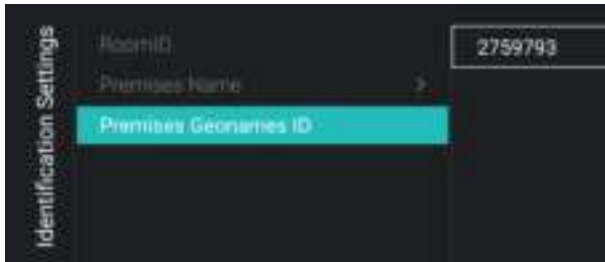 Identification Settings
RoomID
Premises Name
Premises Geonames ID
2759793